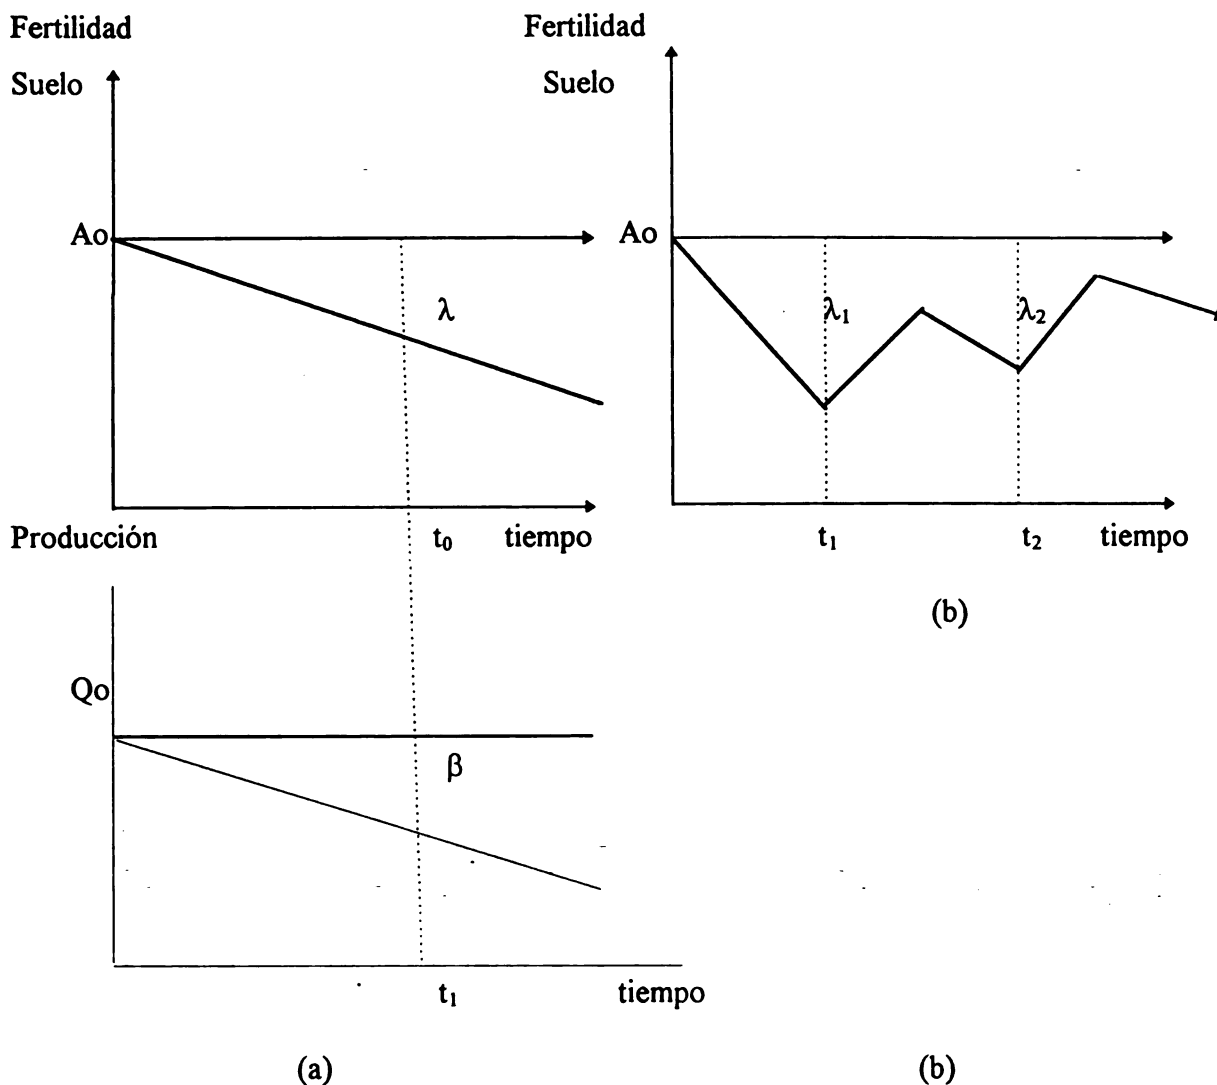 Fertilidad
Suelo
Ao
λ
Producción t₀ tiempo
Qo
β
t₁ tiempo
(a)
Fertilidad
Suelo
Ao
λ₁ λ₂
t₁ t₂ tiempo
(b)
(b)